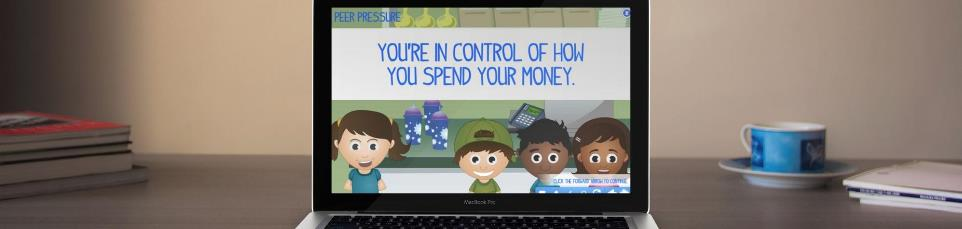 PEER PRESSURE
YOU'RE IN CONTROL OF HOW
YOU SPEND YOUR MONEY.
CLICK THE FORWARD ARROW TO CONTINUE
MacBook Pro